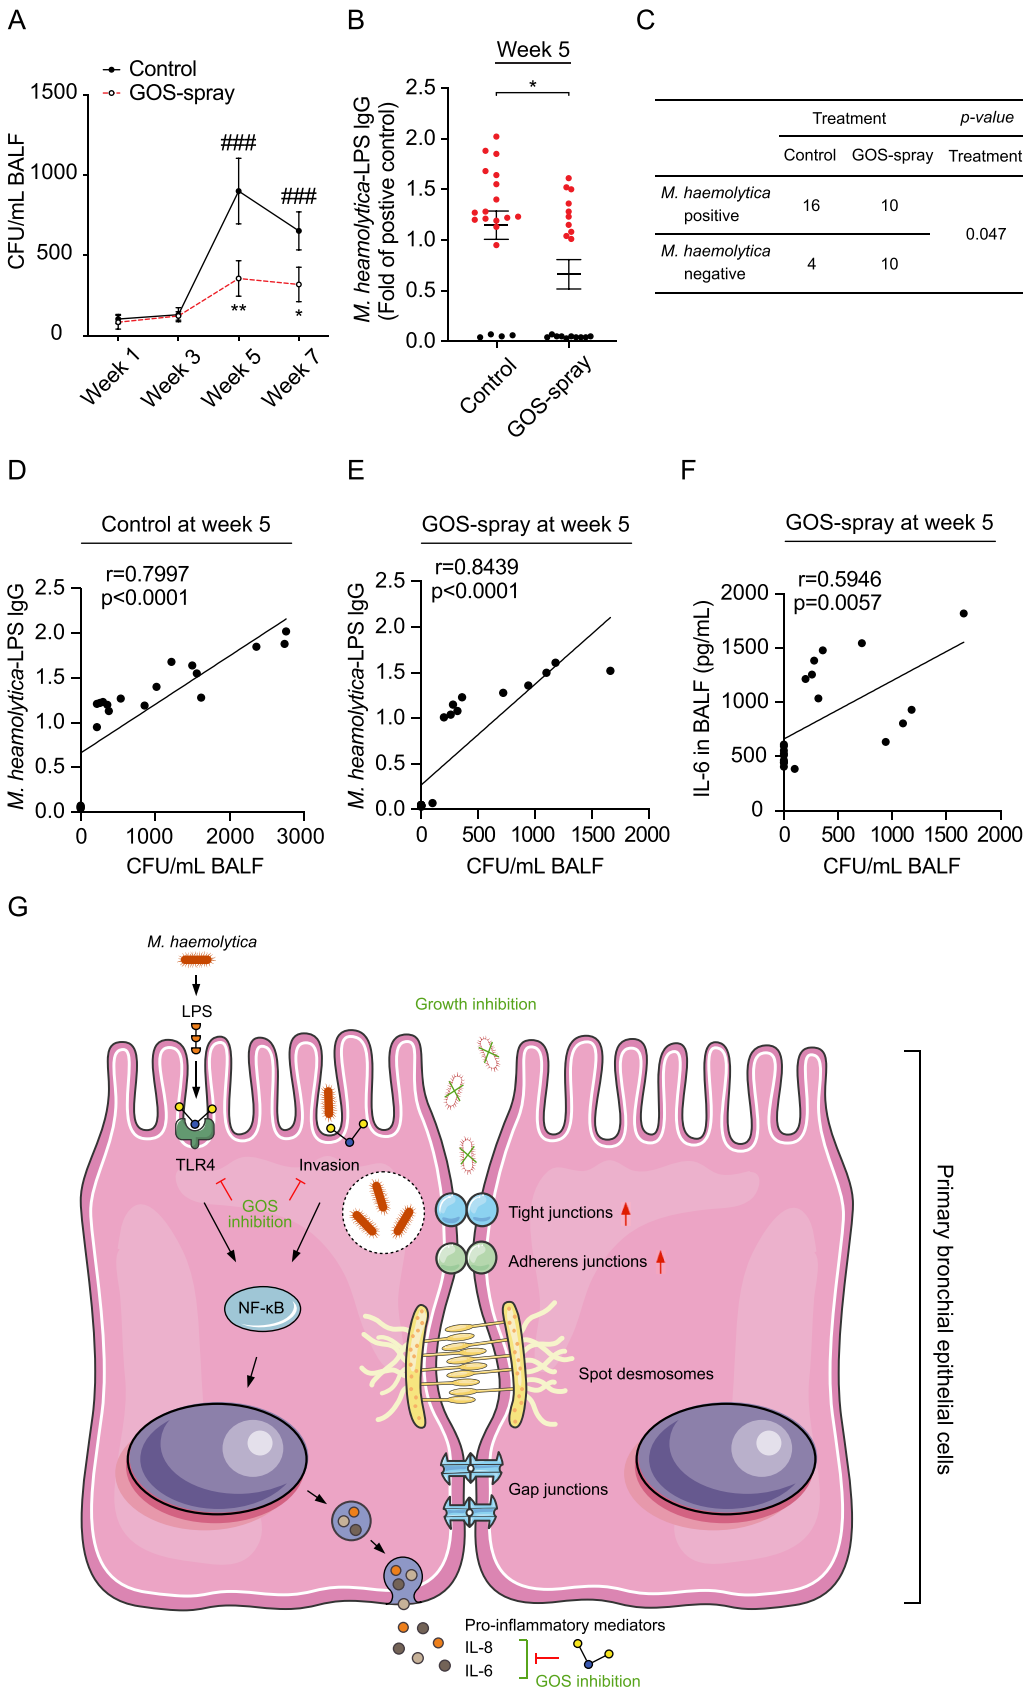 A
Control
GOS-spray
CFU/mL BALF
1500
1000
500
0
###
###
**
*
Week 1
Week 3
Week 5
Week 7
B
Week 5
*
M. heamolytica-LPS IgG
(Fold of postive control)
2.5
2.0
1.5
1.0
0.5
0.0
Control
GOS-spray
C
Treatment
p-value
Control
GOS-spray
Treatment
M. haemolytica
positive
16
10
0.047
M. haemolytica
negative
4
10
D
Control at week 5
r=0.7997
p<0.0001
M. heamolytica-LPS IgG
2.5
2.0
1.5
1.0
0.5
0.0
0
1000
2000
3000
CFU/mL BALF
E
GOS-spray at week 5
r=0.8439
p<0.0001
M. heamolytica-LPS IgG
2.5
2.0
1.5
1.0
0.5
0.0
0
500
1000
1500
2000
CFU/mL BALF
F
GOS-spray at week 5
r=0.5946
p=0.0057
IL-6 in BALF (pg/mL)
2000
1500
1000
500
0
0
500
1000
1500
2000
CFU/mL BALF
G
M. haemolytica
LPS
Growth inhibition
TLR4
Invasion
GOS
inhibition
Tight junctions
Adherens junctions
NF-κB
Spot desmosomes
Gap junctions
Primary bronchial epithelial cells
Pro-inflammatory mediators
IL-8
IL-6
GOS inhibition